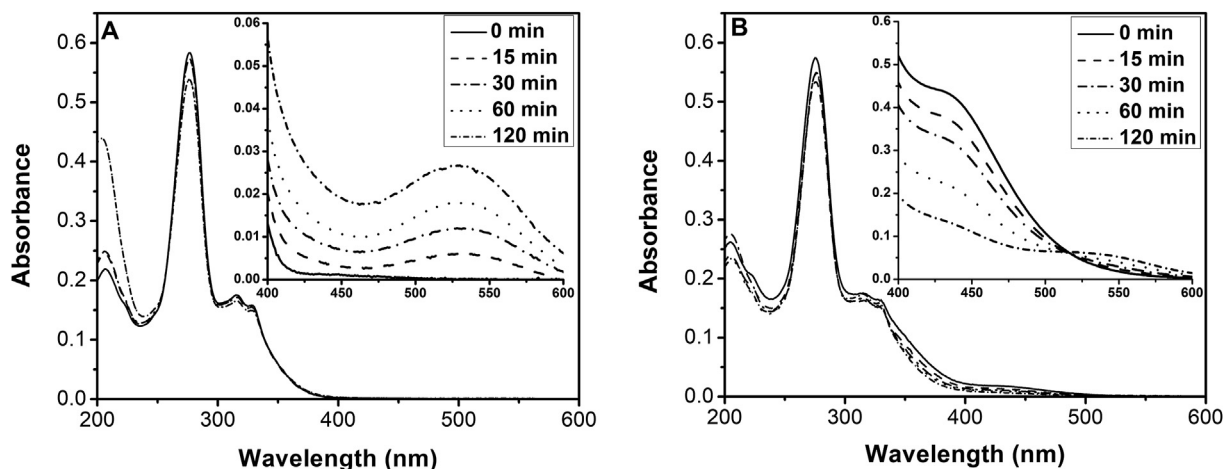 A
0 min
15 min
30 min
60 min
120 min
0.6
0.5
0.4
0.3
0.2
0.1
0.0
200 300 400 500 600
0.06
0.05
0.04
0.03
0.02
0.01
0.00
400 450 500 550 600
Absorbance
Wavelength (nm)
B
0 min
15 min
30 min
60 min
120 min
0.6
0.5
0.4
0.3
0.2
0.1
0.0
200 300 400 500 600
0.6
0.5
0.4
0.3
0.2
0.1
0.0
400 450 500 550 600
Absorbance
Wavelength (nm)